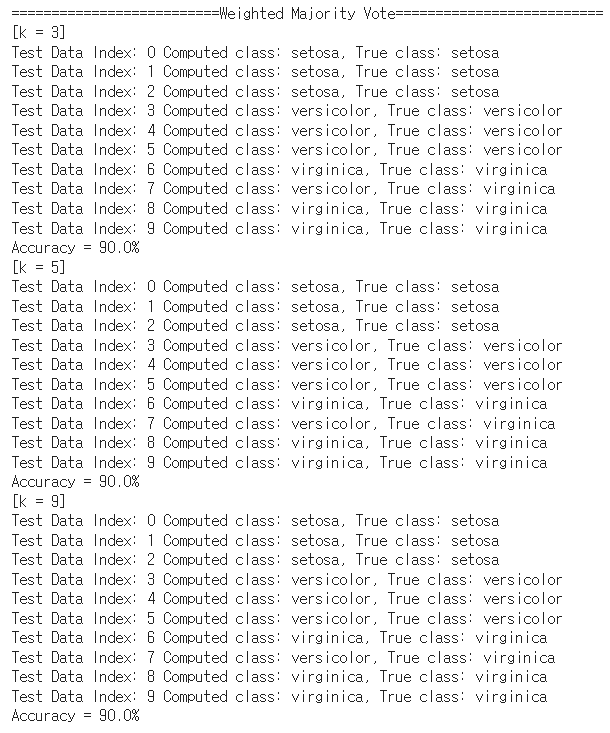 ==========================Weighted Majority Vote==========================
[k = 3]
Test Data Index: 0 Computed class: setosa, True class: setosa
Test Data Index: 1 Computed class: setosa, True class: setosa
Test Data Index: 2 Computed class: setosa, True class: setosa
Test Data Index: 3 Computed class: versicolor, True class: versicolor
Test Data Index: 4 Computed class: versicolor, True class: versicolor
Test Data Index: 5 Computed class: versicolor, True class: versicolor
Test Data Index: 6 Computed class: virginica, True class: virginica
Test Data Index: 7 Computed class: versicolor, True class: virginica
Test Data Index: 8 Computed class: virginica, True class: virginica
Test Data Index: 9 Computed class: virginica, True class: virginica
Accuracy = 90.0%
[k = 5]
Test Data Index: 0 Computed class: setosa, True class: setosa
Test Data Index: 1 Computed class: setosa, True class: setosa
Test Data Index: 2 Computed class: setosa, True class: setosa
Test Data Index: 3 Computed class: versicolor, True class: versicolor
Test Data Index: 4 Computed class: versicolor, True class: versicolor
Test Data Index: 5 Computed class: versicolor, True class: versicolor
Test Data Index: 6 Computed class: virginica, True class: virginica
Test Data Index: 7 Computed class: versicolor, True class: virginica
Test Data Index: 8 Computed class: virginica, True class: virginica
Test Data Index: 9 Computed class: virginica, True class: virginica
Accuracy = 90.0%
[k = 9]
Test Data Index: 0 Computed class: setosa, True class: setosa
Test Data Index: 1 Computed class: setosa, True class: setosa
Test Data Index: 2 Computed class: setosa, True class: setosa
Test Data Index: 3 Computed class: versicolor, True class: versicolor
Test Data Index: 4 Computed class: versicolor, True class: versicolor
Test Data Index: 5 Computed class: versicolor, True class: versicolor
Test Data Index: 6 Computed class: virginica, True class: virginica
Test Data Index: 7 Computed class: versicolor, True class: virginica
Test Data Index: 8 Computed class: virginica, True class: virginica
Test Data Index: 9 Computed class: virginica, True class: virginica
Accuracy = 90.0%